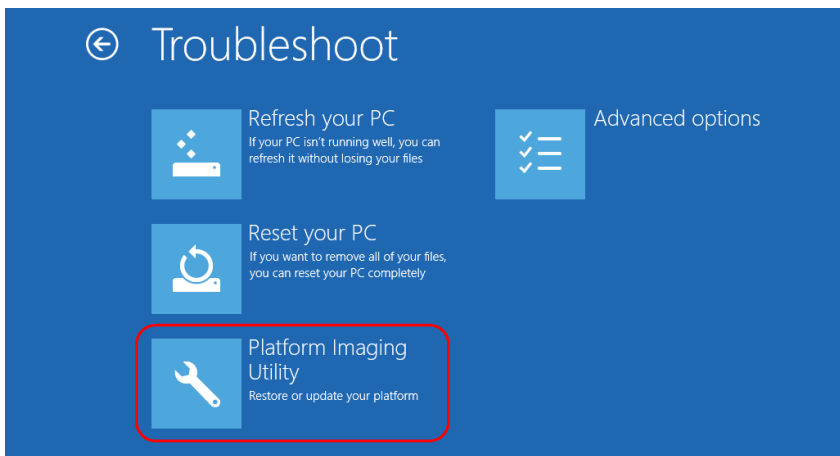 Troubleshoot
Refresh your PC
If your PC isn't running well, you can
refresh it without losing your files
Advanced options
Reset your PC
If you want to remove all of your files,
you can reset your PC completely
Platform Imaging
Utility
Restore or update your platform